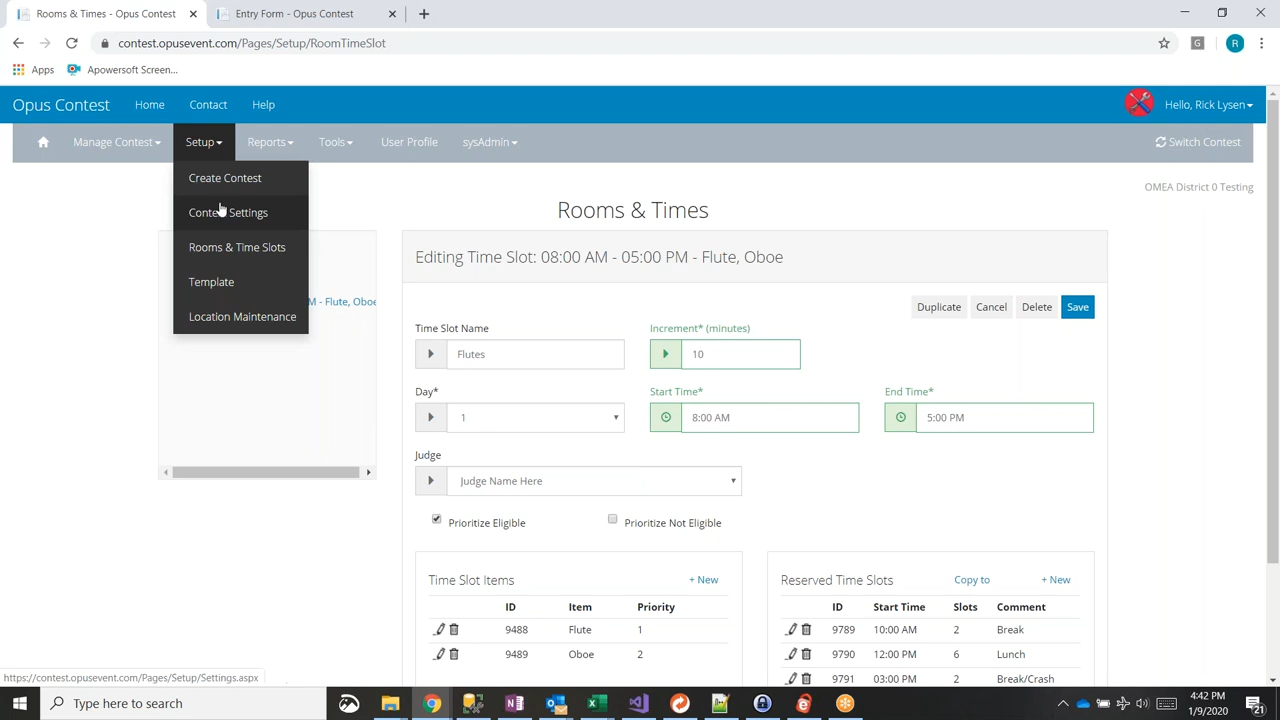 Rooms & Times - Opus Contest
Entry Form - Opus Contest
contest.opusevent.com/Pages/Setup/RoomTimeSlot
G
R
Apps
Apowersoft Screen...
Opus Contest
Home
Contact
Help
Hello, Rick Lysen
Manage Contest
Setup
Reports
Tools
User Profile
sysAdmin
Switch Contest
Create Contest
Contest Settings
Rooms & Time Slots
Template
Location Maintenance
OMEA District 0 Testing
Rooms & Times
M - Flute, Oboe
Editing Time Slot: 08:00 AM - 05:00 PM - Flute, Oboe
Duplicate
Cancel
Delete
Save
Time Slot Name
Increment* (minutes)
Flutes
10
Day*
Start Time*
End Time*
1
8:00 AM
5:00 PM
Judge
Judge Name Here
Prioritize Eligible
Prioritize Not Eligible
Time Slot Items
+ New
ID Item Priority
9488 Flute 1
9489 Oboe 2
Reserved Time Slots
Copy to
+ New
ID Start Time Slots Comment
9789 10:00 AM 2 Break
9790 12:00 PM 6 Lunch
9791 03:00 PM 2 Break/Crash
https://contest.opusevent.com/Pages/Setup/Settings.aspx
Type here to search
4:42 PM
1/9/2020
21